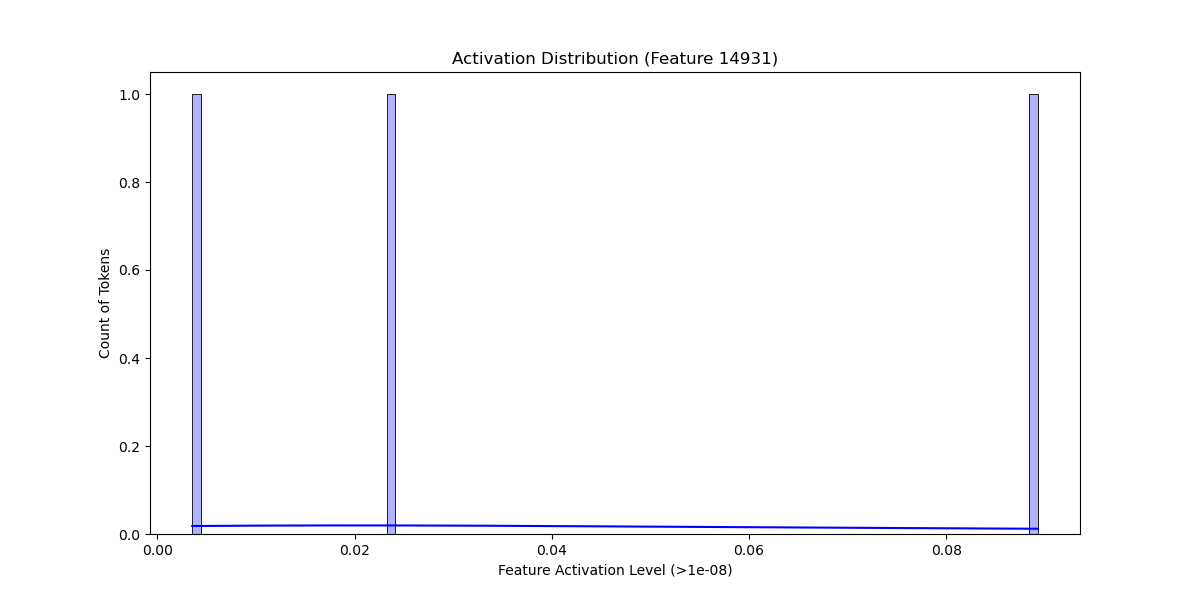 Activation Distribution (Feature 14931)
Count of Tokens
1.0
0.8
0.6
0.4
0.2
0.0
0.00 0.02 0.04 0.06 0.08
Feature Activation Level (>1e-08)